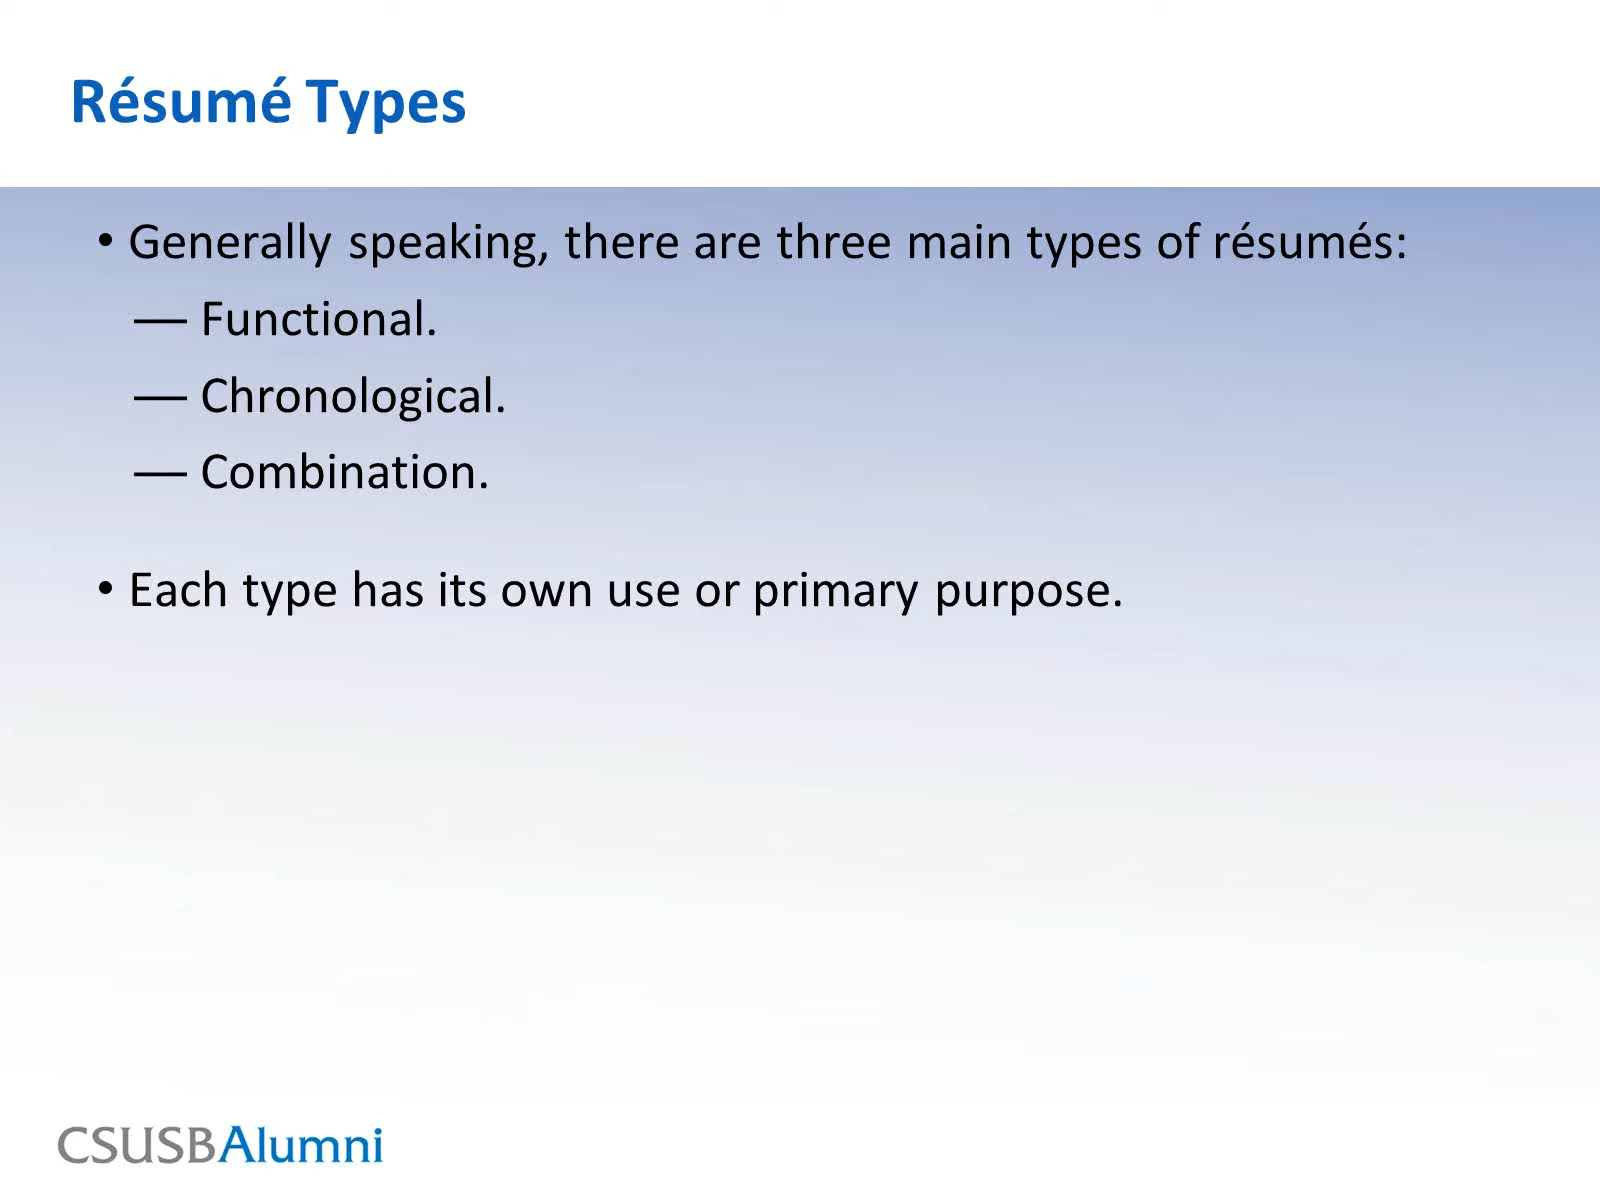 Résumé Types
• Generally speaking, there are three main types of résumés:
— Functional.
— Chronological.
— Combination.
• Each type has its own use or primary purpose.
CSUSBAlumni